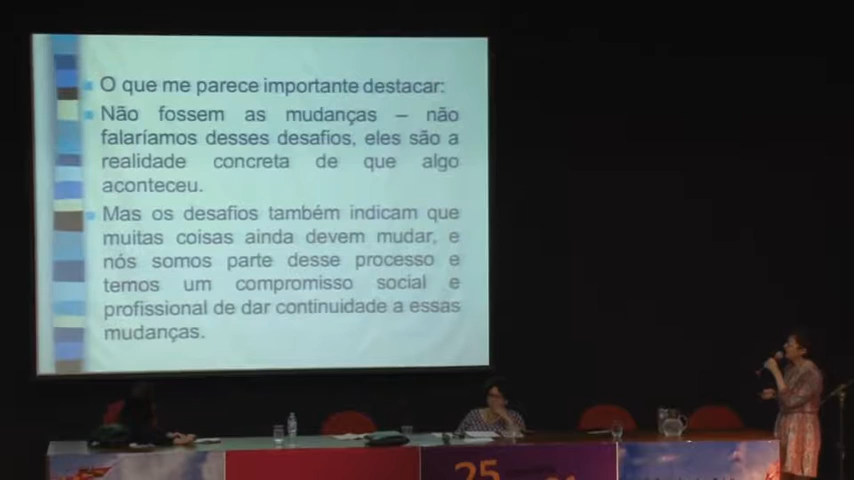 O que me parece importante destacar:
Não fossem as mudanças – não
falaríamos desses desafios, eles são a
realidade concreta de que algo
aconteceu.
Mas os desafios também indicam que
muitas coisas ainda devem mudar, e
nós somos parte desse processo e
temos um compromisso social e
profissional de dar continuidade a essas
mudanças.
25